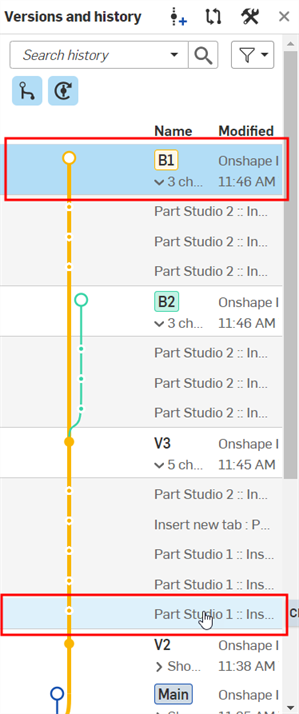 Versions and history
Search history
Name Modified
B1 Onshape I
3 ch... 11:46 AM
Part Studio 2 :: In...
Part Studio 2 :: In...
Part Studio 2 :: In...
B2 Onshape I
3 ch... 11:46 AM
Part Studio 2 :: In...
Part Studio 2 :: In...
Part Studio 2 :: In...
V3 Onshape I
5 ch... 11:45 AM
Part Studio 2 :: In...
Insert new tab : P...
Part Studio 1 :: Ins...
Part Studio 1 :: Ins...
Part Studio 1 :: Ins...
V2 Onshape I
Sho... 11:38 AM
Main Onshape I